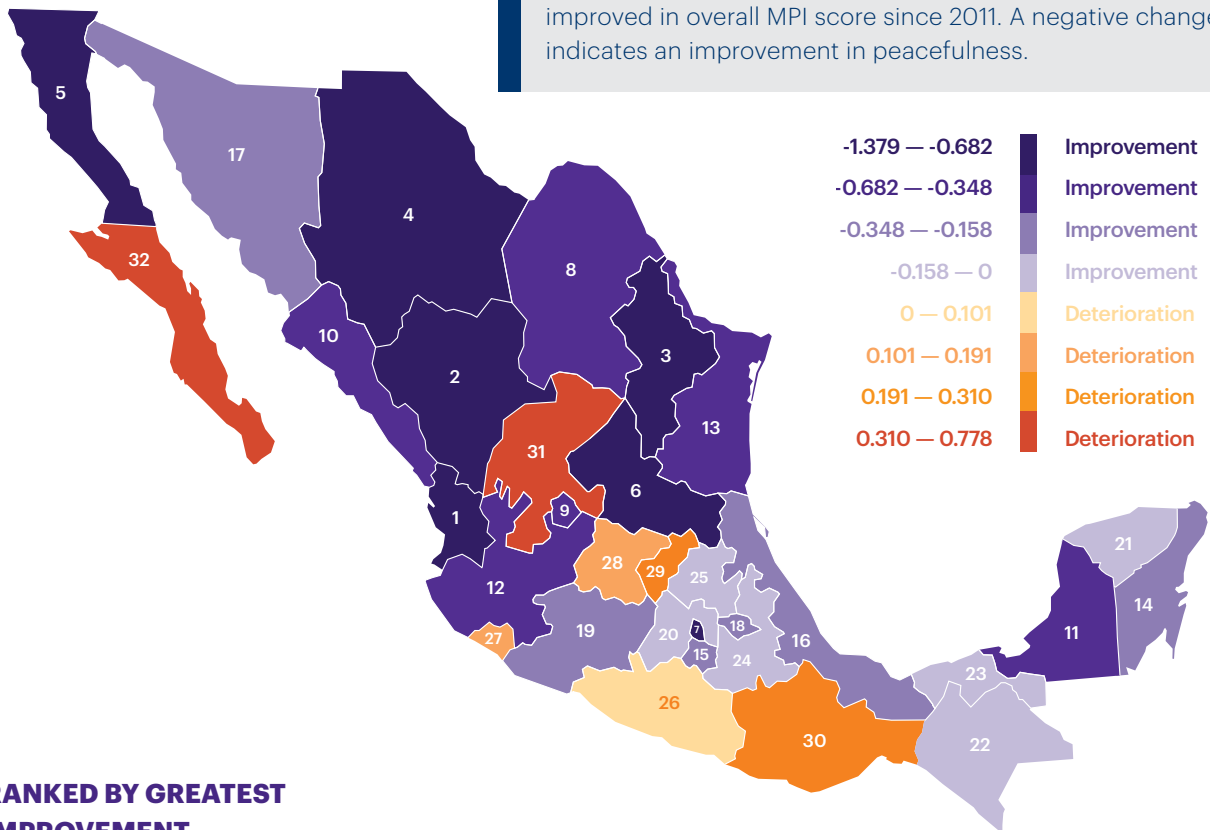 improved in overall MPI score since 2011. A negative change
indicates an improvement in peacefulness.
-1.379 — -0.682 Improvement
-0.682 — -0.348 Improvement
-0.348 — -0.158 Improvement
-0.158 — 0 Improvement
0 — 0.101 Deterioration
0.101 — 0.191 Deterioration
0.191 — 0.310 Deterioration
0.310 — 0.778 Deterioration
5
17
4
32
8
10
3
2
13
31
6
9
1
28
29
25
12
27
19
20
7
18
15
24
16
26
30
21
14
11
23
22
RANKED BY GREATEST
IMPROVEMENT